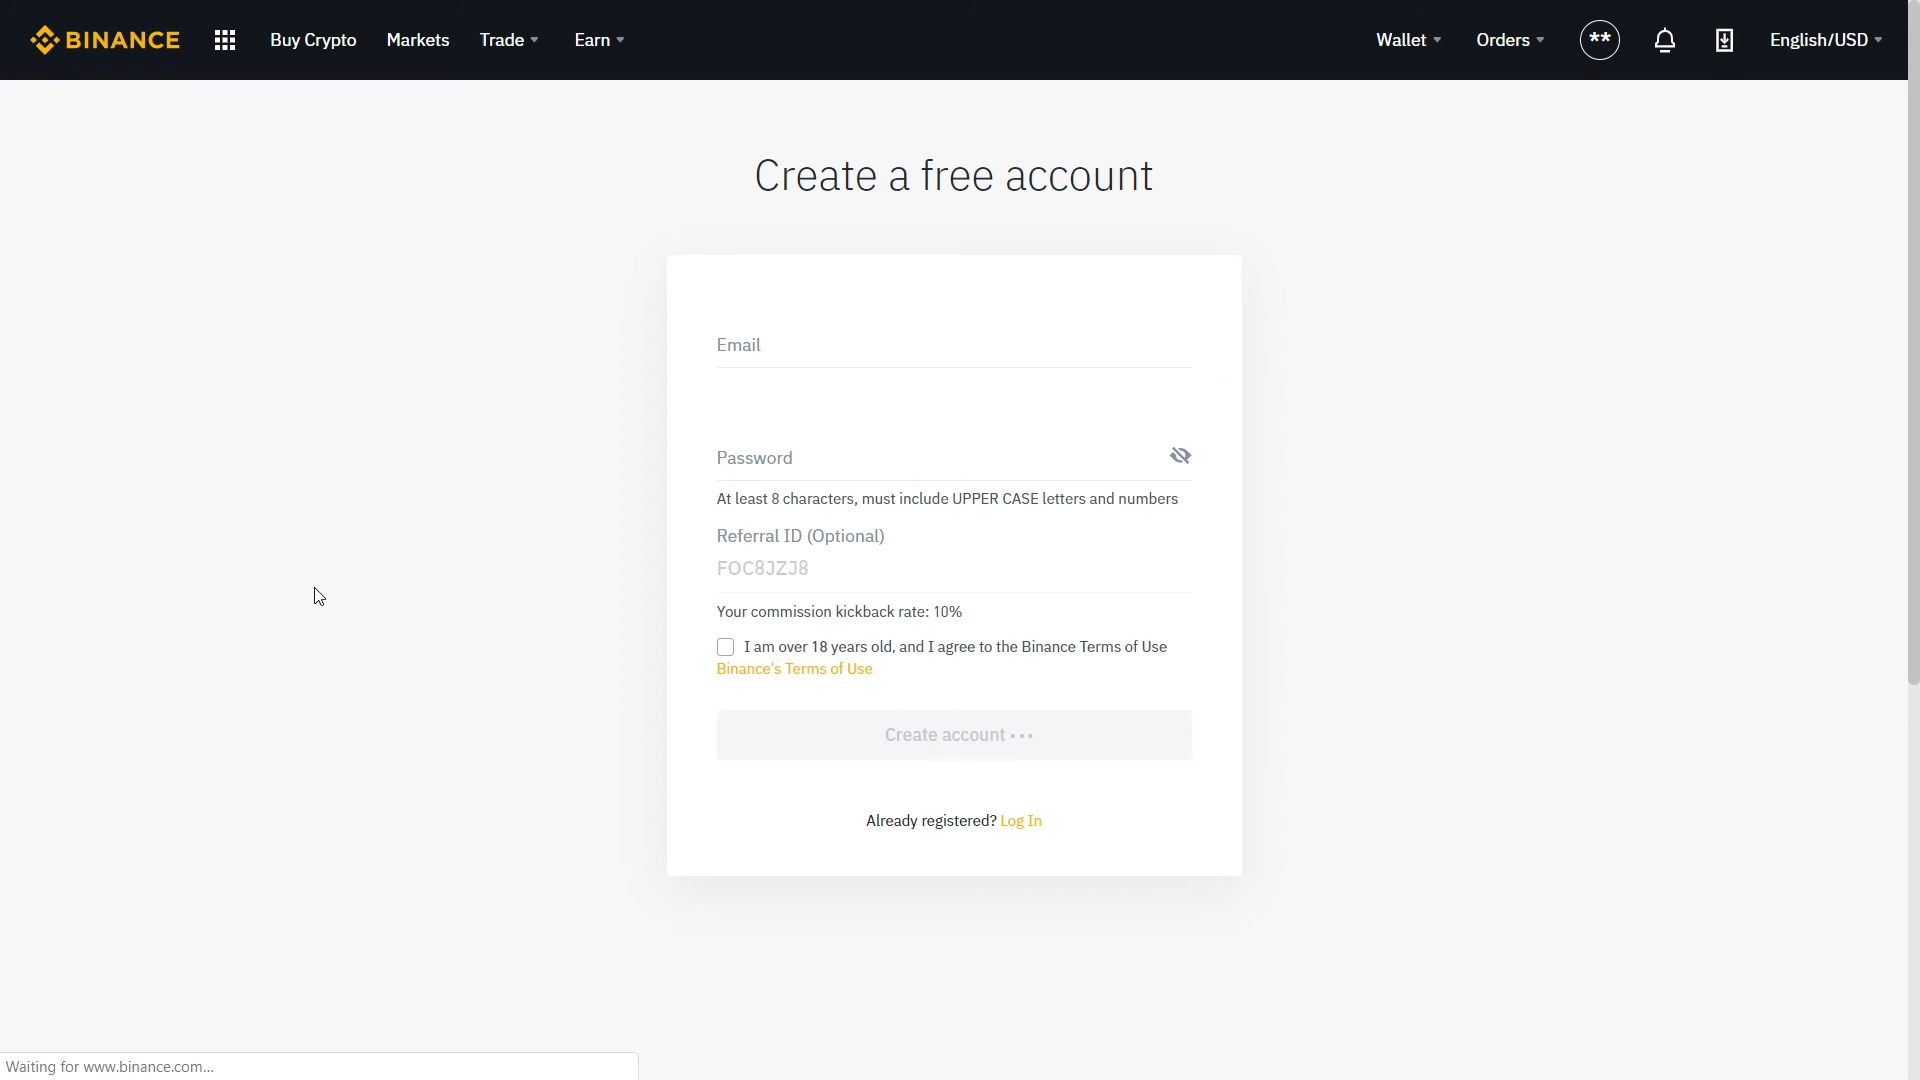 BINANCE Buy Crypto Markets Trade Earn Wallet Orders ** English/USD
Create a free account
Email
Password
At least 8 characters, must include UPPER CASE letters and numbers
Referral ID (Optional)
FOC8JZJ8
Your commission kickback rate: 10%
I am over 18 years old, and I agree to the Binance Terms of Use
Binance's Terms of Use
Create account •••
Already registered? Log In
Waiting for www.binance.com...